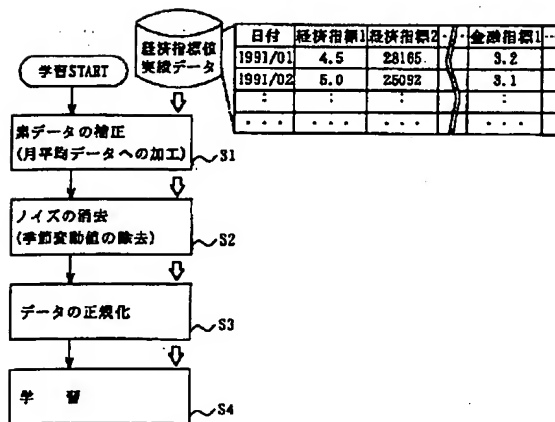 学習START
経済指標値
実績データ
日付 経済指標1 経済指標2 ・・ 金融指標1 ・・・
1991/01 4.5 28165 3.2
1991/02 5.0 25092 3.1
: : : :
・・・ ・・・ ・・・ ・・・
素データの補正
(月平均データへの加工)
S1
ノイズの消去
(季節変動値の除去)
S2
データの正規化
S3
学 習
S4